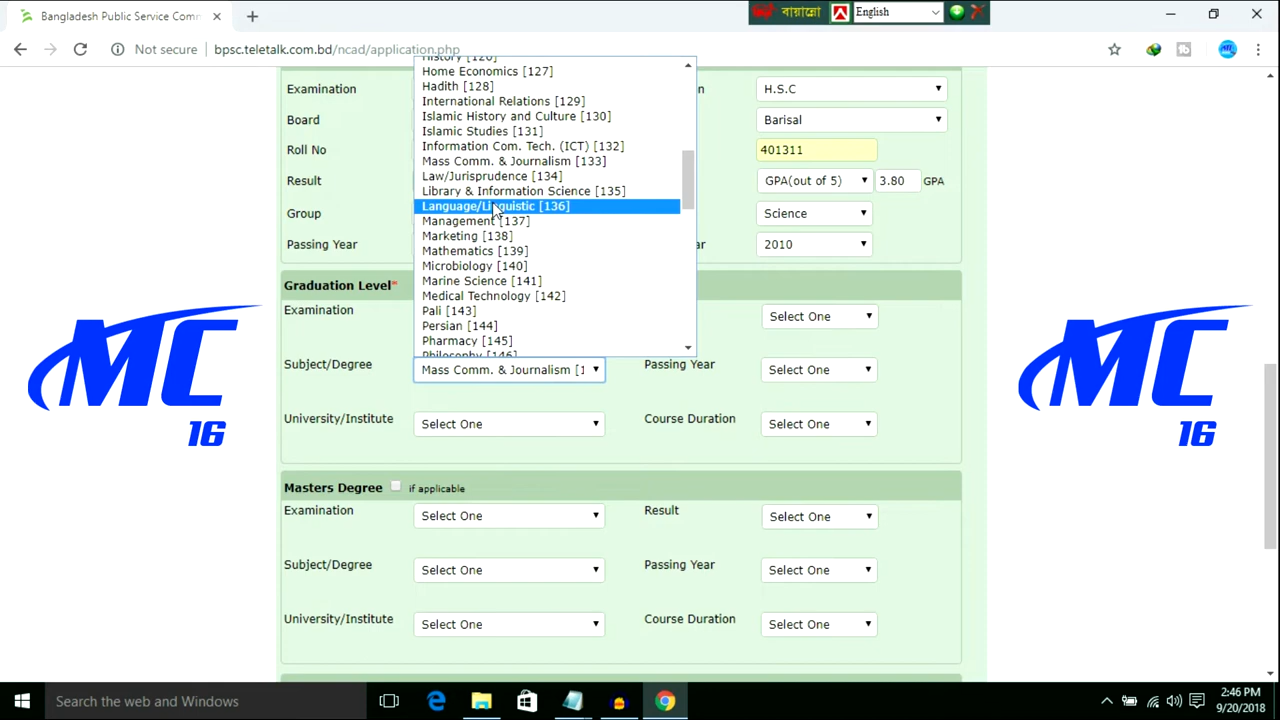 Bangladesh Public Service Comm
বায়ান্নো
English
Not secure
bpsc.teletalk.com.bd/ncad/application.php
Examination
H.S.C
Board
Barisal
Roll No
401311
Result
GPA(out of 5)
3.80
GPA
Group
Science
Passing Year
2010
History [126]
Home Economics [127]
Hadith [128]
International Relations [129]
Islamic History and Culture [130]
Islamic Studies [131]
Information Com. Tech. (ICT) [132]
Mass Comm. & Journalism [133]
Law/Jurisprudence [134]
Library & Information Science [135]
Language/Linguistic [136]
Management [137]
Marketing [138]
Mathematics [139]
Microbiology [140]
Marine Science [141]
Medical Technology [142]
Pali [143]
Persian [144]
Pharmacy [145]
Philosophy [146]
Graduation Level*
Examination
Select One
Subject/Degree
Mass Comm. & Journalism [1
Passing Year
Select One
University/Institute
Select One
Course Duration
Select One
MC
16
MC
16
Masters Degree
if applicable
Examination
Select One
Result
Select One
Subject/Degree
Select One
Passing Year
Select One
University/Institute
Select One
Course Duration
Select One
Search the web and Windows
2:46 PM
9/20/2018